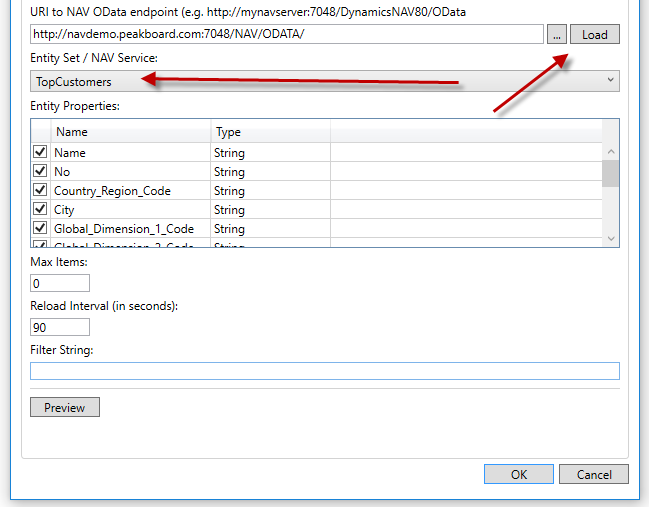 URI to NAV OData endpoint (e.g. http://mynavserver:7048/DynamicsNAV80/OData
http://navdemo.peakboard.com:7048/NAV/ODATA/ ... Load
Entity Set / NAV Service:
TopCustomers
Entity Properties:
Name Type
Name String
No String
Country_Region_Code String
City String
Global_Dimension_1_Code String
Global_Dimension_2_Code String
Max Items:
0
Reload Interval (in seconds):
90
Filter String:
Preview
OK Cancel